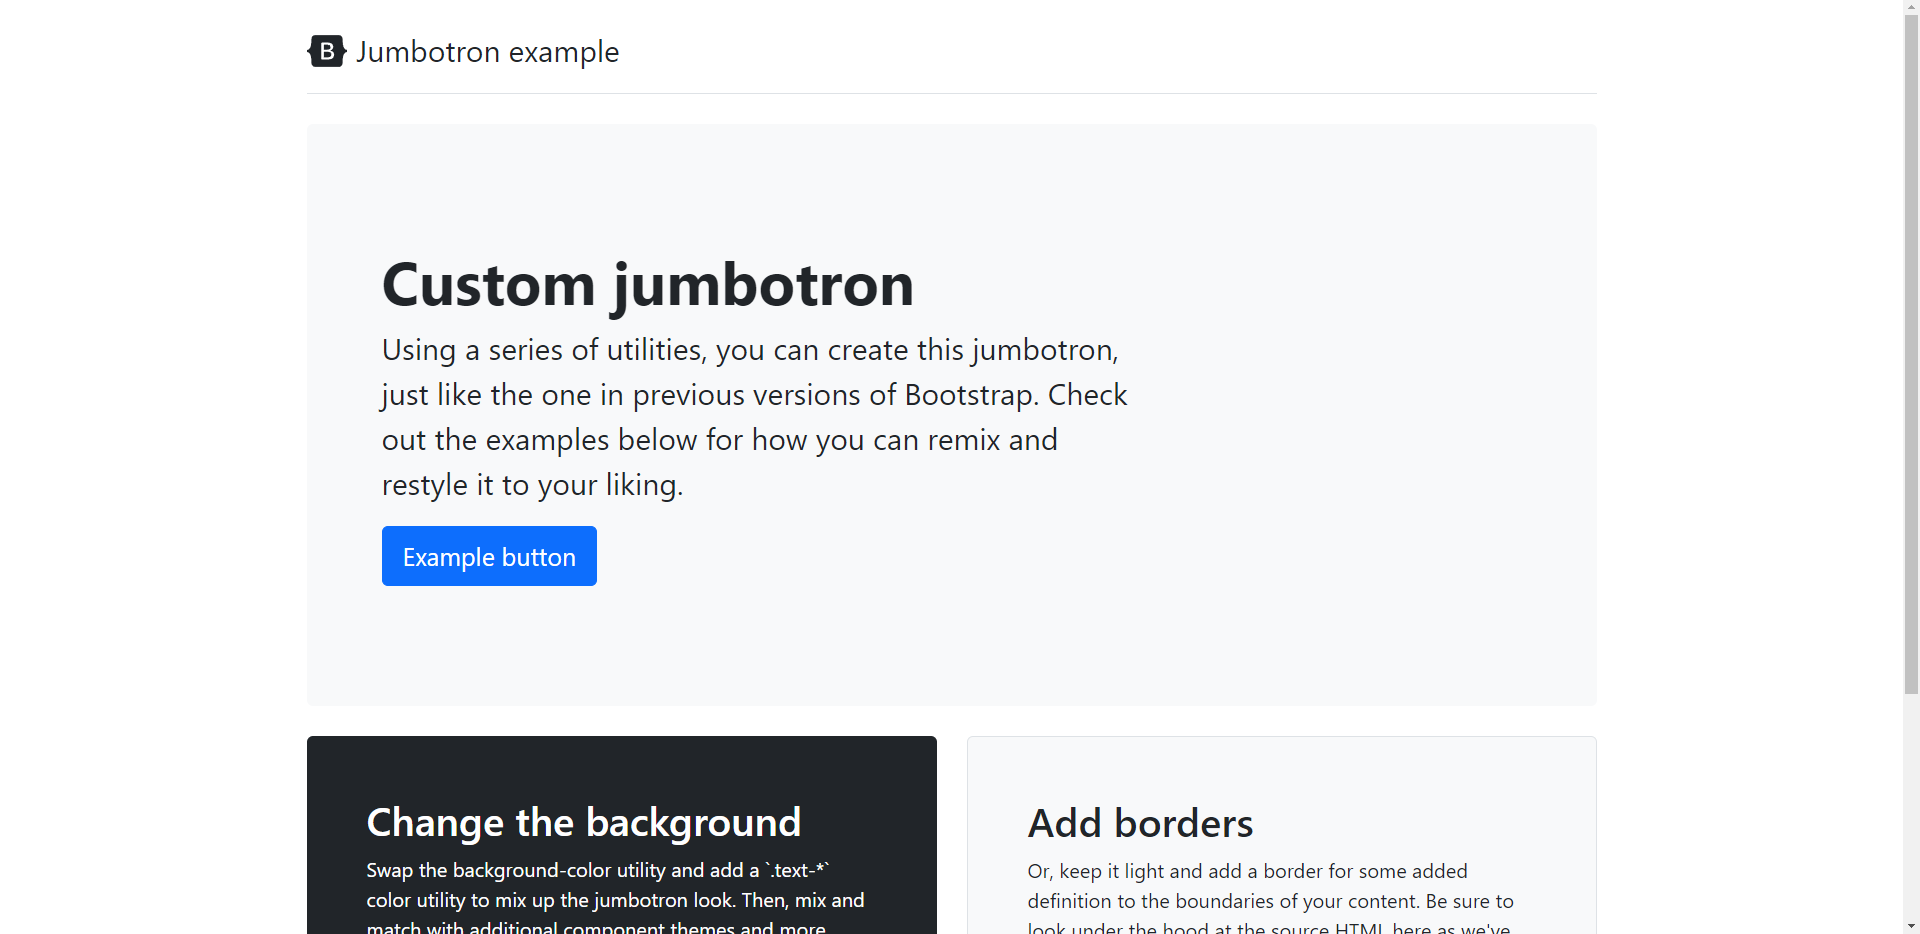 B Jumbotron example
Custom jumbotron
Using a series of utilities, you can create this jumbotron,
just like the one in previous versions of Bootstrap. Check
out the examples below for how you can remix and
restyle it to your liking.
Example button
Change the background
Swap the background-color utility and add a `.text-*`
color utility to mix up the jumbotron look. Then, mix and
match with additional component themes and more.
Add borders
Or, keep it light and add a border for some added
definition to the boundaries of your content. Be sure to
look under the hood at the source HTML here as we've